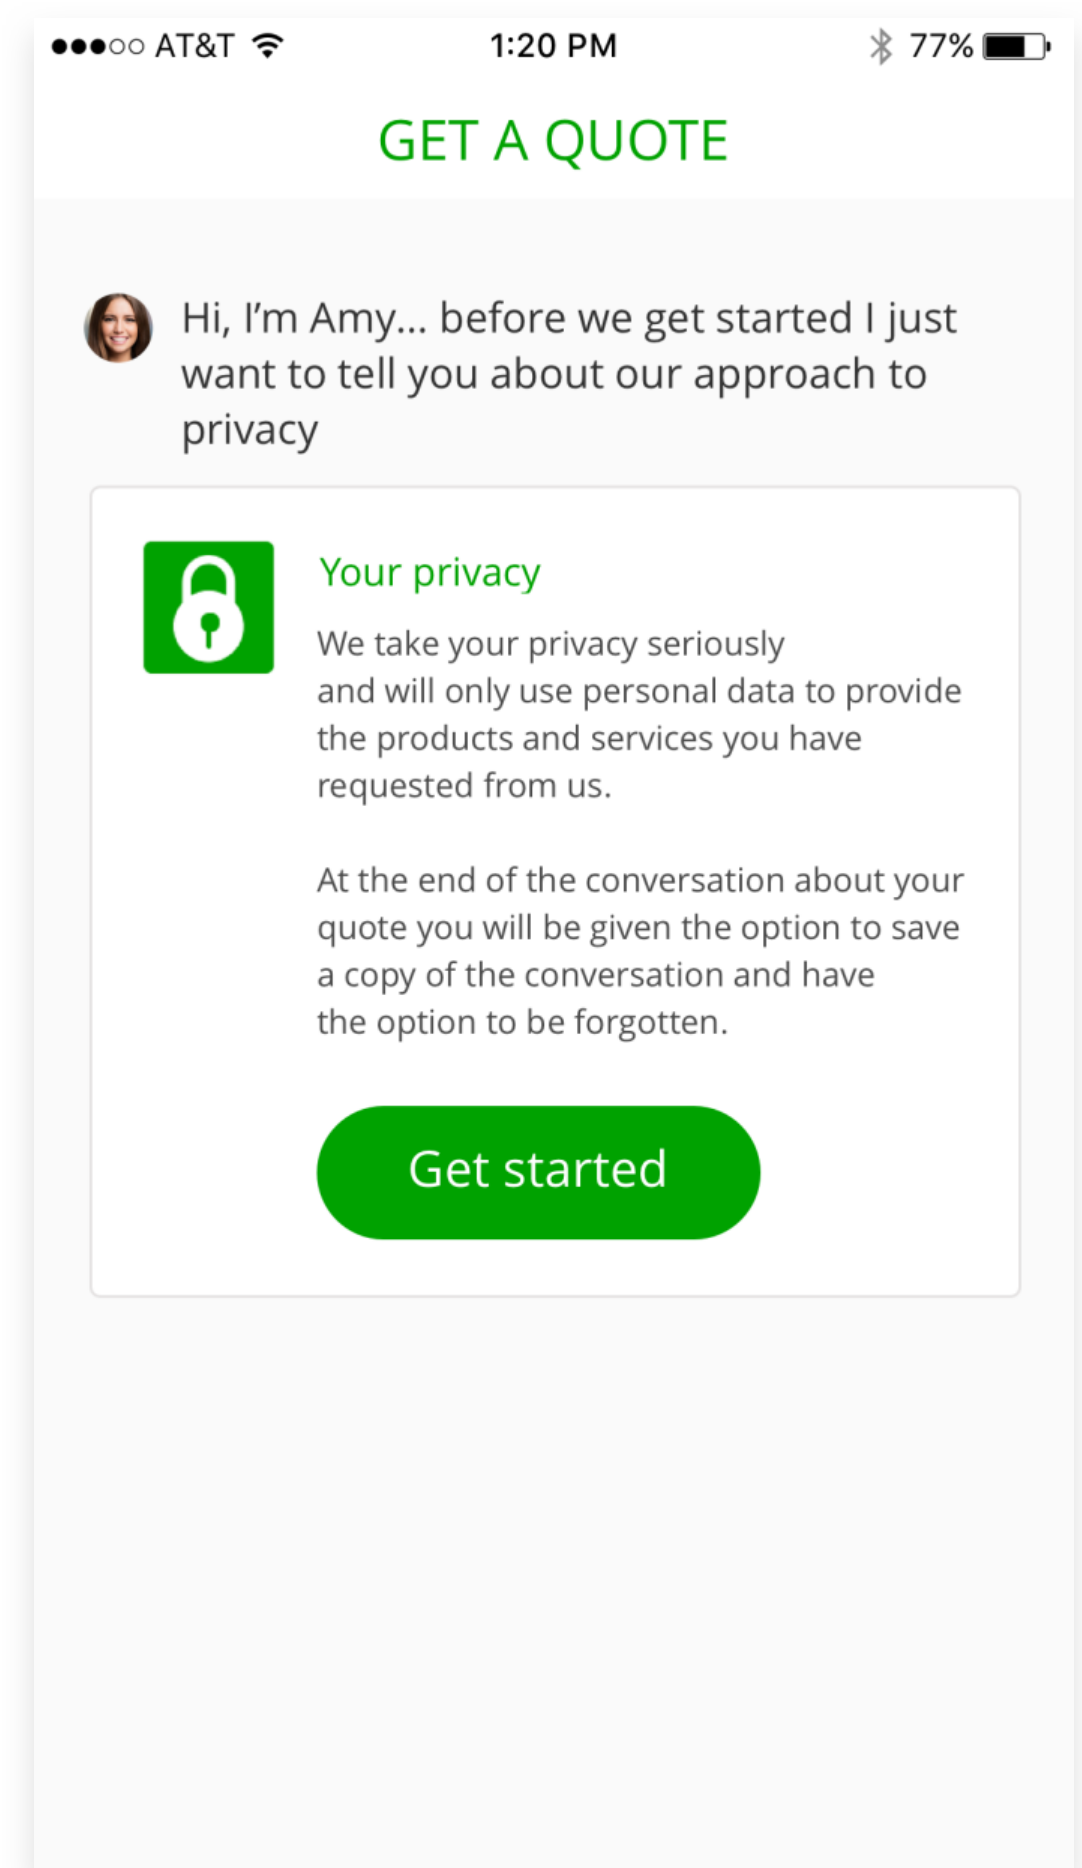 AT&T 1:20 PM 77%
GET A QUOTE
Hi, I’m Amy... before we get started I just
want to tell you about our approach to
privacy
Your privacy
We take your privacy seriously
and will only use personal data to provide
the products and services you have
requested from us.
At the end of the conversation about your
quote you will be given the option to save
a copy of the conversation and have
the option to be forgotten.
Get started